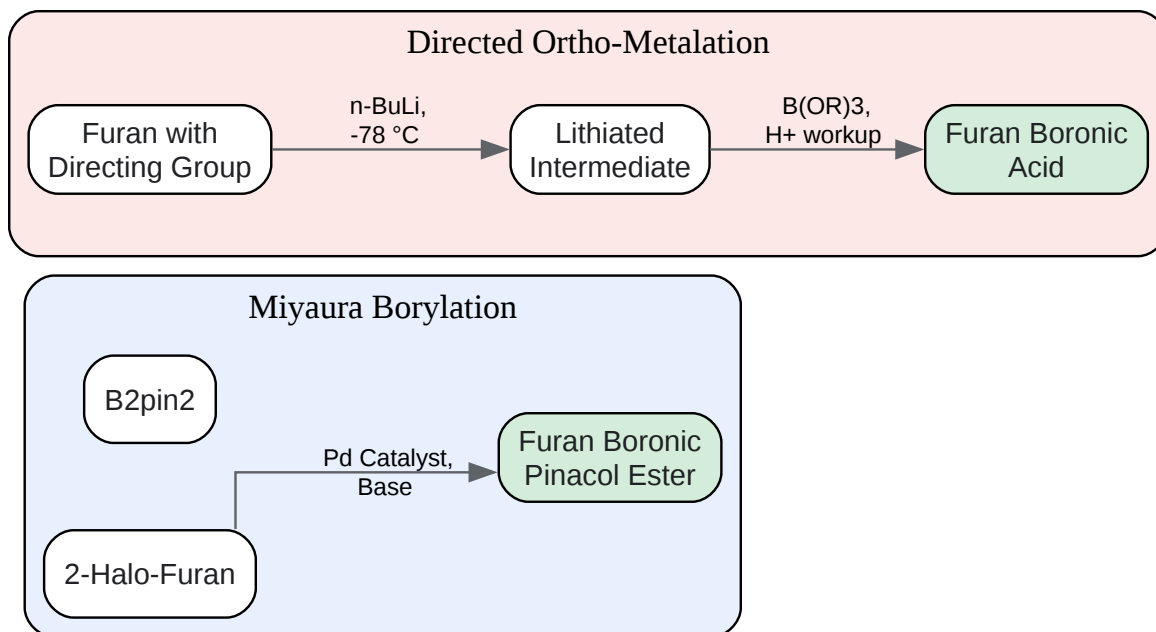 Directed Ortho-Metalation
Furan with
Directing Group
n-BuLi,
-78 °C
Lithiated
Intermediate
B(OR)3,
H+ workup
Furan Boronic
Acid
Miyaura Borylation
B2pin2
2-Halo-Furan
Pd Catalyst,
Base
Furan Boronic
Pinacol Ester